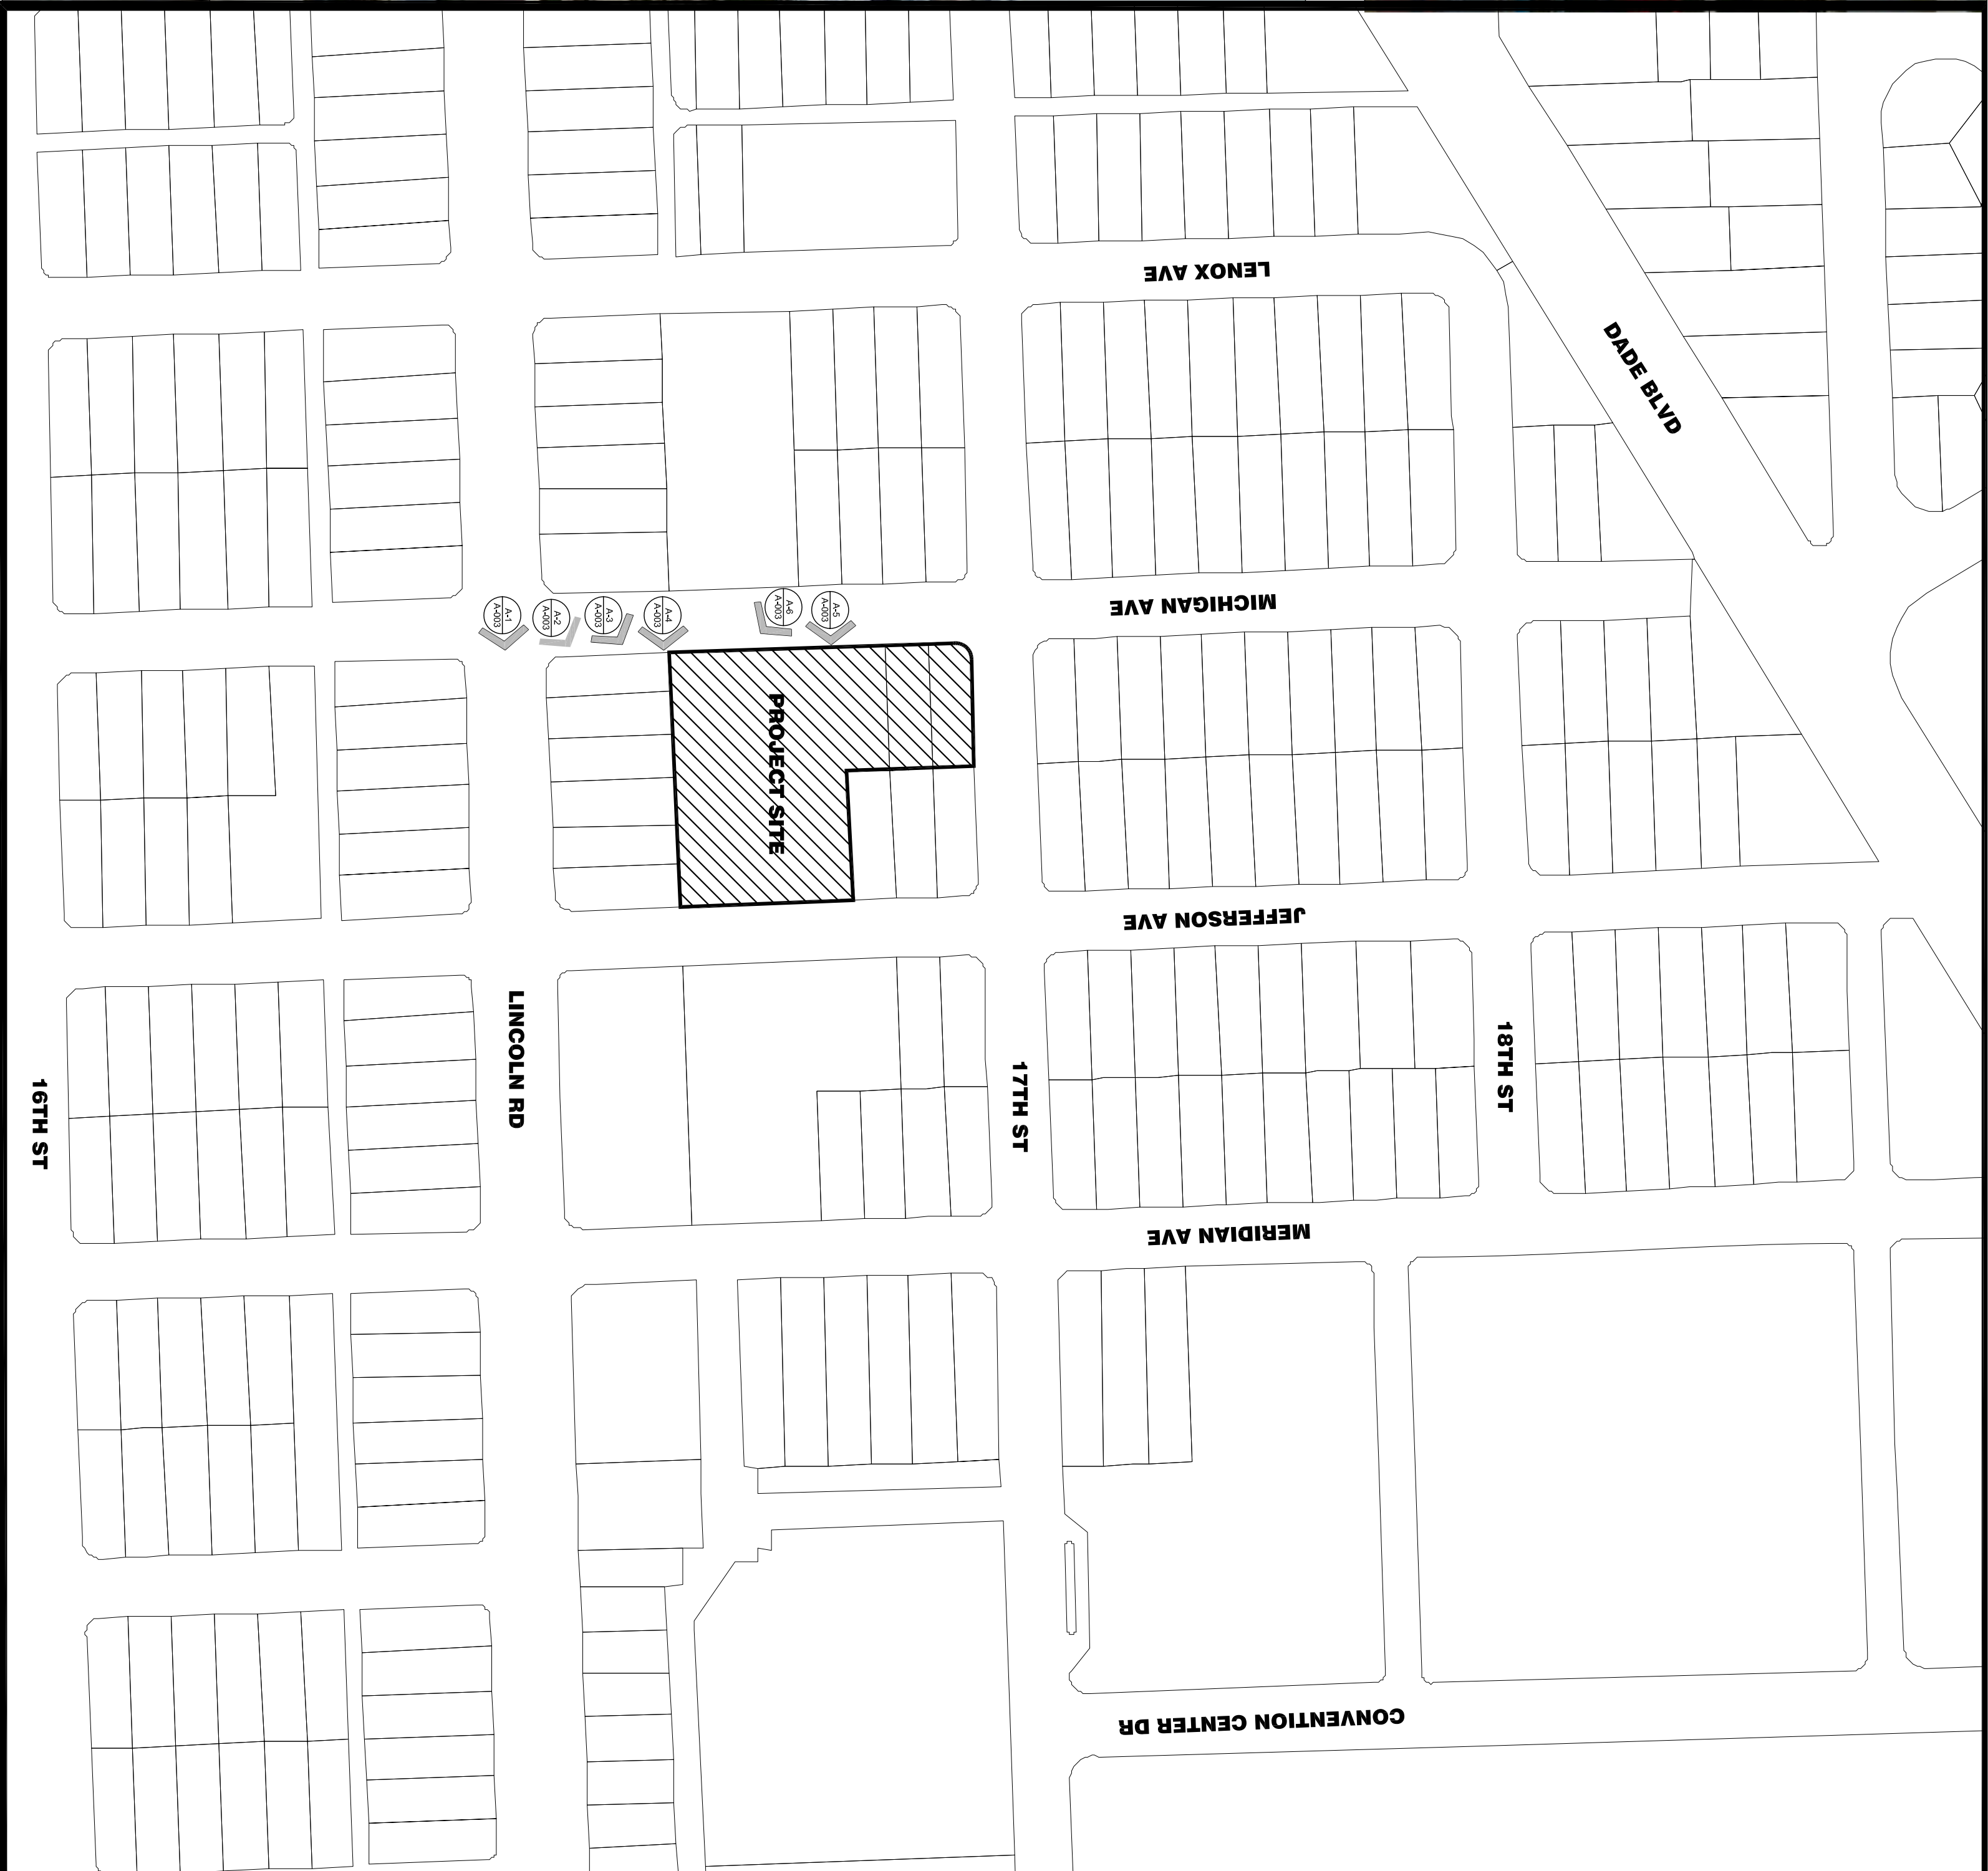 LENOX AVE
DADE BLVD
MICHIGAN AVE
A-1
A-003
A-2
A-003
A-3
A-003
A-4
A-003
A-6
A-003
A-5
A-003
PROJECT SITE
JEFFERSON AVE
LINCOLN RD
16TH ST
17TH ST
18TH ST
MERIDIAN AVE
CONVENTION CENTER DR